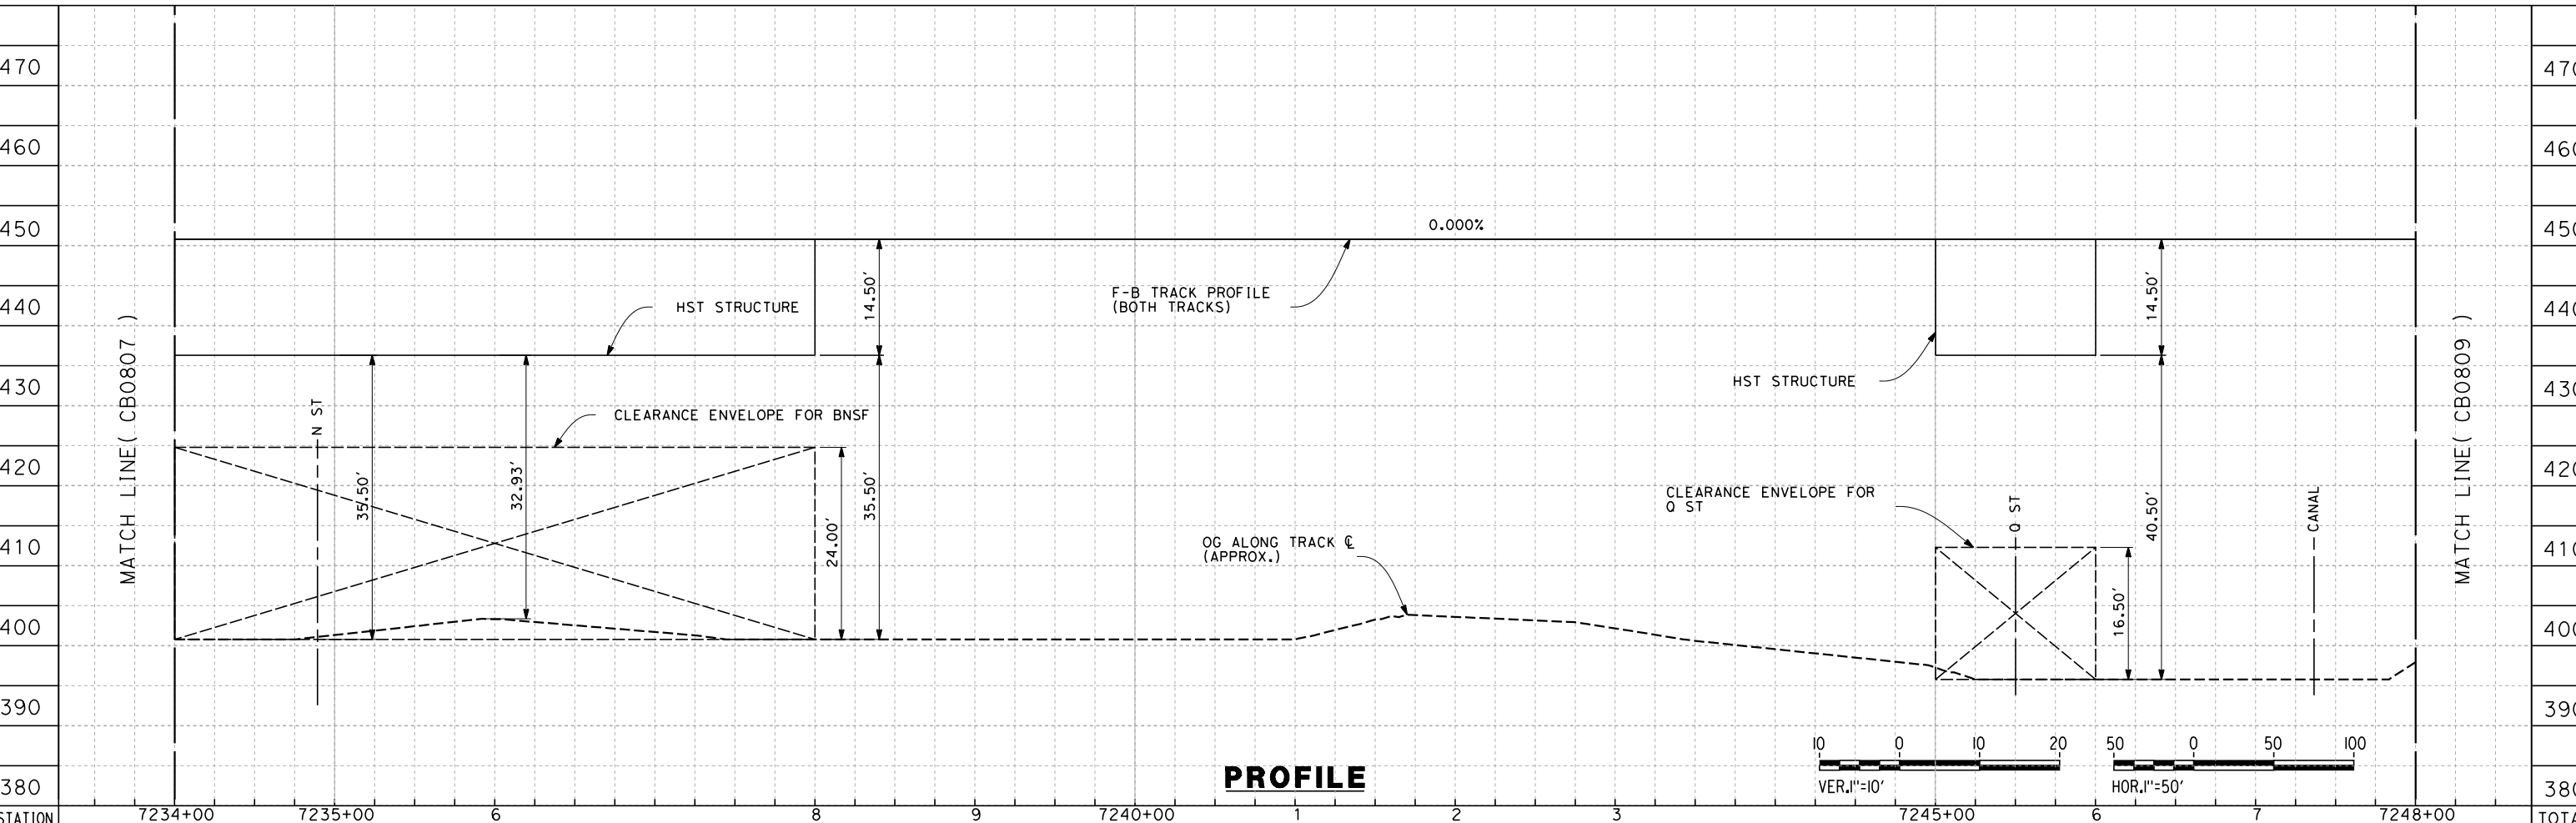 470
470
460
460
450
0.000%
450
14.50'
14.50'
F-B TRACK PROFILE
(BOTH TRACKS)
440
HST STRUCTURE
440
MATCH LINE( CB0807 )
MATCH LINE( CB0809 )
430
HST STRUCTURE
430
N ST
CLEARANCE ENVELOPE FOR BNSF
420
35.50'
32.93'
35.50'
24.00'
CLEARANCE ENVELOPE FOR
Q ST
Q ST
40.50'
CANAL
420
410
OG ALONG TRACK ℄
(APPROX.)
410
400
16.50'
400
390
390
10 0 10 20
50 0 50 100
380
PROFILE
VER.1"=10'
HOR.1"=50'
380
STATION 7234+00 7235+00 6 8 9 7240+00 1 2 3 7245+00 6 7 7248+00